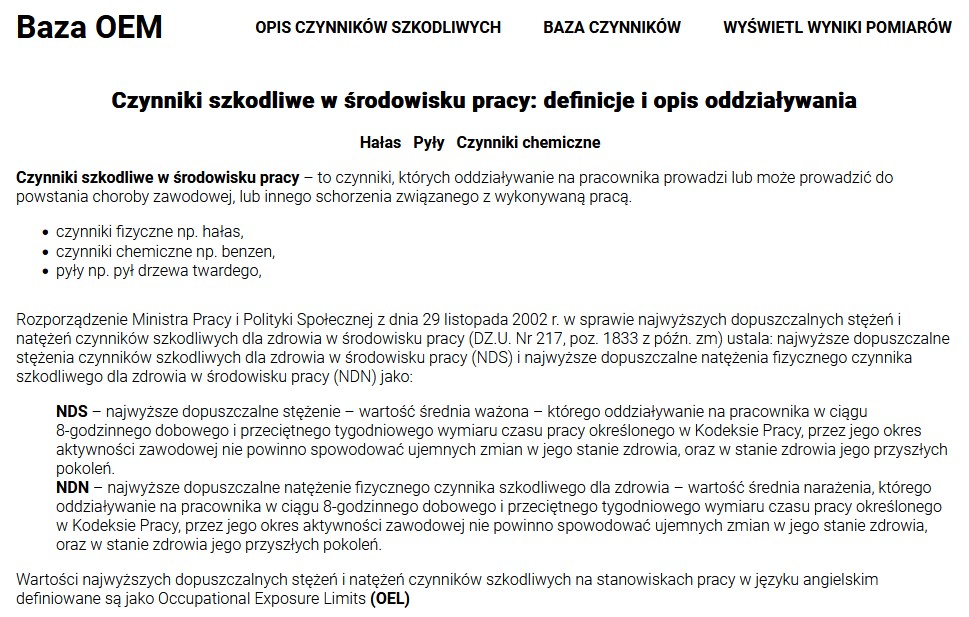 Baza OEM
OPIS CZYNNIKÓW SZKODLIWYCH
BAZA CZYNNIKÓW
WYŚWIETL WYNIKI POMIARÓW
Czynniki szkodliwe w środowisku pracy: definicje i opis oddziaływania
Hałas Pyły Czynniki chemiczne
Czynniki szkodliwe w środowisku pracy – to czynniki, których oddziaływanie na pracownika prowadzi lub może prowadzić do
powstania choroby zawodowej, lub innego schorzenia związanego z wykonywaną pracą.
• czynniki fizyczne np. hałas,
• czynniki chemiczne np. benzen,
• pyły np. pył drzewa twardego,
Rozporządzenie Ministra Pracy i Polityki Społecznej z dnia 29 listopada 2002 r. w sprawie najwyższych dopuszczalnych stężeń i
natężeń czynników szkodliwych dla zdrowia w środowisku pracy (DZ.U. Nr 217, poz. 1833 z późn. zm) ustala: najwyższe dopuszczalne
stężenia czynników szkodliwych dla zdrowia w środowisku pracy (NDS) i najwyższe dopuszczalne natężenia fizycznego czynnika
szkodliwego dla zdrowia w środowisku pracy (NDN) jako:
NDS – najwyższe dopuszczalne stężenie – wartość średnia ważona – którego oddziaływanie na pracownika w ciągu
8-godzinnego dobowego i przeciętnego tygodniowego wymiaru czasu pracy określonego w Kodeksie Pracy, przez jego okres
aktywności zawodowej nie powinno spowodować ujemnych zmian w jego stanie zdrowia, oraz w stanie zdrowia jego przyszłych
pokoleń.
NDN – najwyższe dopuszczalne natężenie fizycznego czynnika szkodliwego dla zdrowia – wartość średnia narażenia, którego
oddziaływanie na pracownika w ciągu 8-godzinnego dobowego i przeciętnego tygodniowego wymiaru czasu pracy określonego
w Kodeksie Pracy, przez jego okres aktywności zawodowej nie powinno spowodować ujemnych zmian w jego stanie zdrowia,
oraz w stanie zdrowia jego przyszłych pokoleń.
Wartości najwyższych dopuszczalnych stężeń i natężeń czynników szkodliwych na stanowiskach pracy w języku angielskim
definiowane są jako Occupational Exposure Limits (OEL)